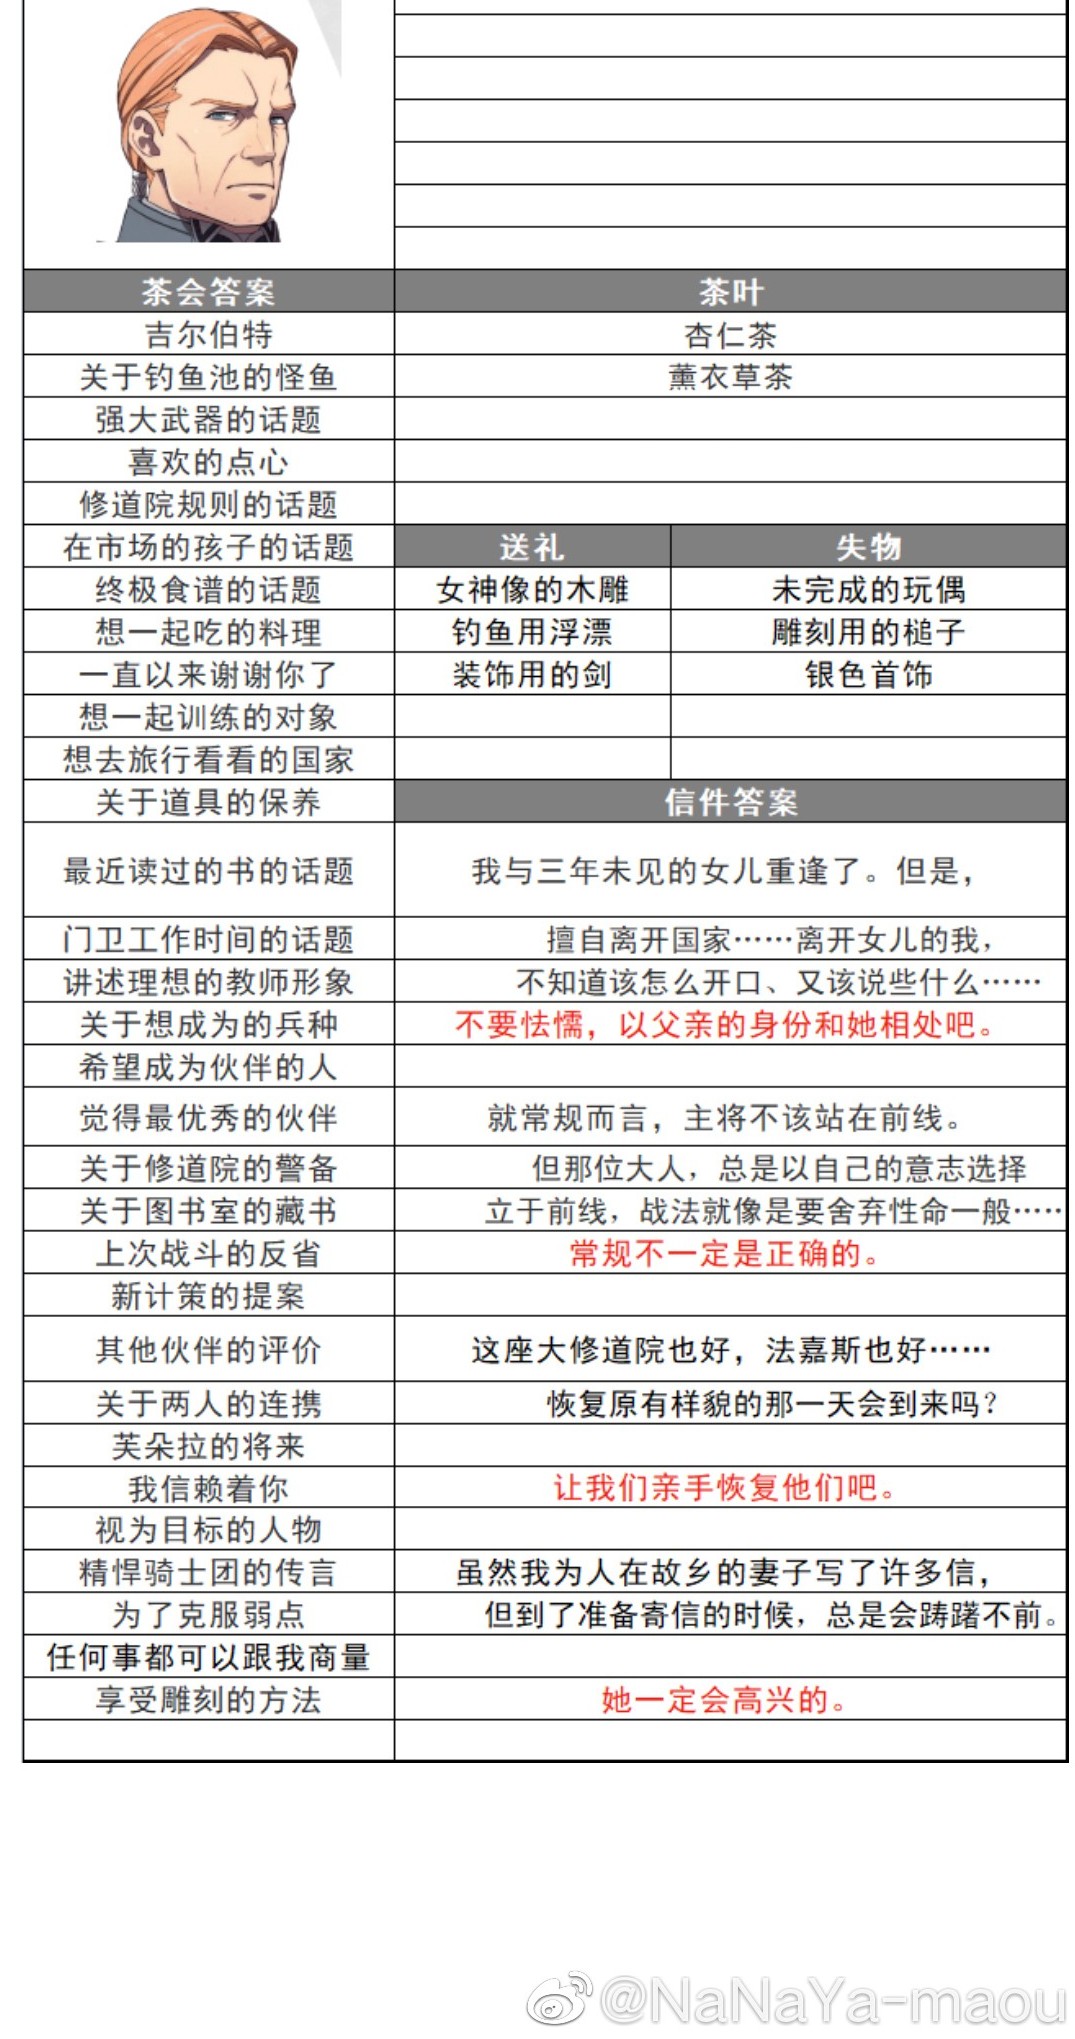 茶会答案 茶叶
吉尔伯特 杏仁茶
关于钓鱼池的怪鱼 薰衣草茶
强大武器的话题
喜欢的点心
修道院规则的话题
在市场的孩子的话题 送礼 失物
终极食谱的话题 女神像的木雕 未完成的玩偶
想一起吃的料理 钓鱼用浮漂 雕刻用的槌子
一直以来谢谢你了 装饰用的剑 银色首饰
想一起训练的对象
想去旅行看看的国家
关于道具的保养 信件答案
最近读过的书的话题 我与三年未见的女儿重逢了。但是，
门卫工作时间的话题 擅自离开国家……离开女儿的我，
讲述理想的教师形象 不知道该怎么开口、又该说些什么……
关于想成为的兵种 不要怯懦，以父亲的身份和她相处吧。
希望成为伙伴的人
觉得最优秀的伙伴 就常规而言，主将不该站在前线。
关于修道院的警备 但那位大人，总是以自己的意志选择
关于图书室的藏书 立于前线，战法就像是要舍弃性命一般……
上次战斗的反省 常规不一定是正确的。
新计策的提案
其他伙伴的评价 这座大修道院也好，法嘉斯也好……
关于两人的连携 恢复原有样貌的那一天会到来吗？
芙朵拉的将来
我信赖着你 让我们亲手恢复他们吧。
视为目标的人物
精悍骑士团的传言 虽然我为人在故乡的妻子写了许多信，
为了克服弱点 但到了准备寄信的时候，总是会踌躇不前。
任何事都可以跟我商量
享受雕刻的方法 她一定会高兴的。
@NaNaYa-maou